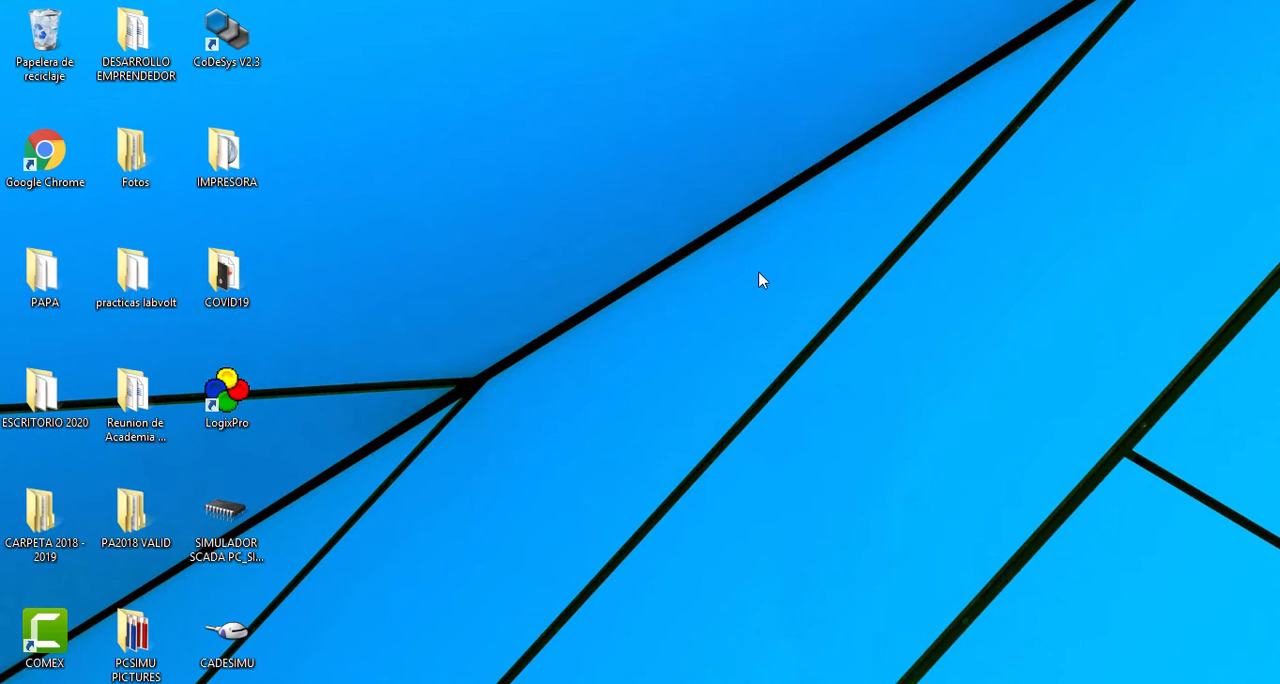 Papelera de
reciclaje
DESARROLLO
EMPRENDEDOR
CoDeSys V2.3
Google Chrome
Fotos
IMPRESORA
PAPA
practicas labvolt
COVID19
ESCRITORIO 2020
Reunion de
Academia ...
LogixPro
CARPETA 2018 -
2019
PA2018 VALID
SIMULADOR
SCADA PC_SI...
COMEX
PCSIMU
PICTURES
CADESIMU